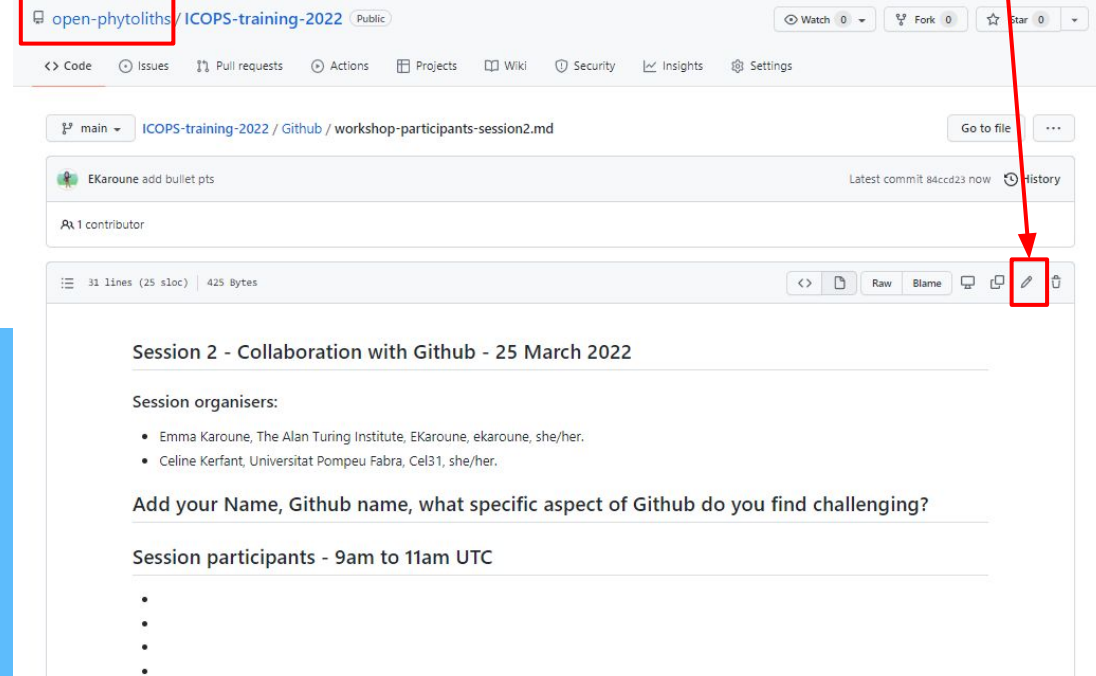 open-phytoliths / ICOPS-training-2022 Public Watch 0 Fork 0 Star 0
<> Code Issues Pull requests Actions Projects Wiki Security Insights Settings
main ICOPS-training-2022 / Github / workshop-participants-session2.md Go to file ...
EKaroune add bullet pts Latest commit 84ccd23 now History
1 contributor
31 lines (25 sloc) | 425 Bytes <> Raw Blame
Session 2 - Collaboration with Github - 25 March 2022
Session organisers:
• Emma Karoune, The Alan Turing Institute, EKaroune, ekaroune, she/her.
• Celine Kerfant, Universitat Pompeu Fabra, Cel31, she/her.
Add your Name, Github name, what specific aspect of Github do you find challenging?
Session participants - 9am to 11am UTC
•
•
•
•